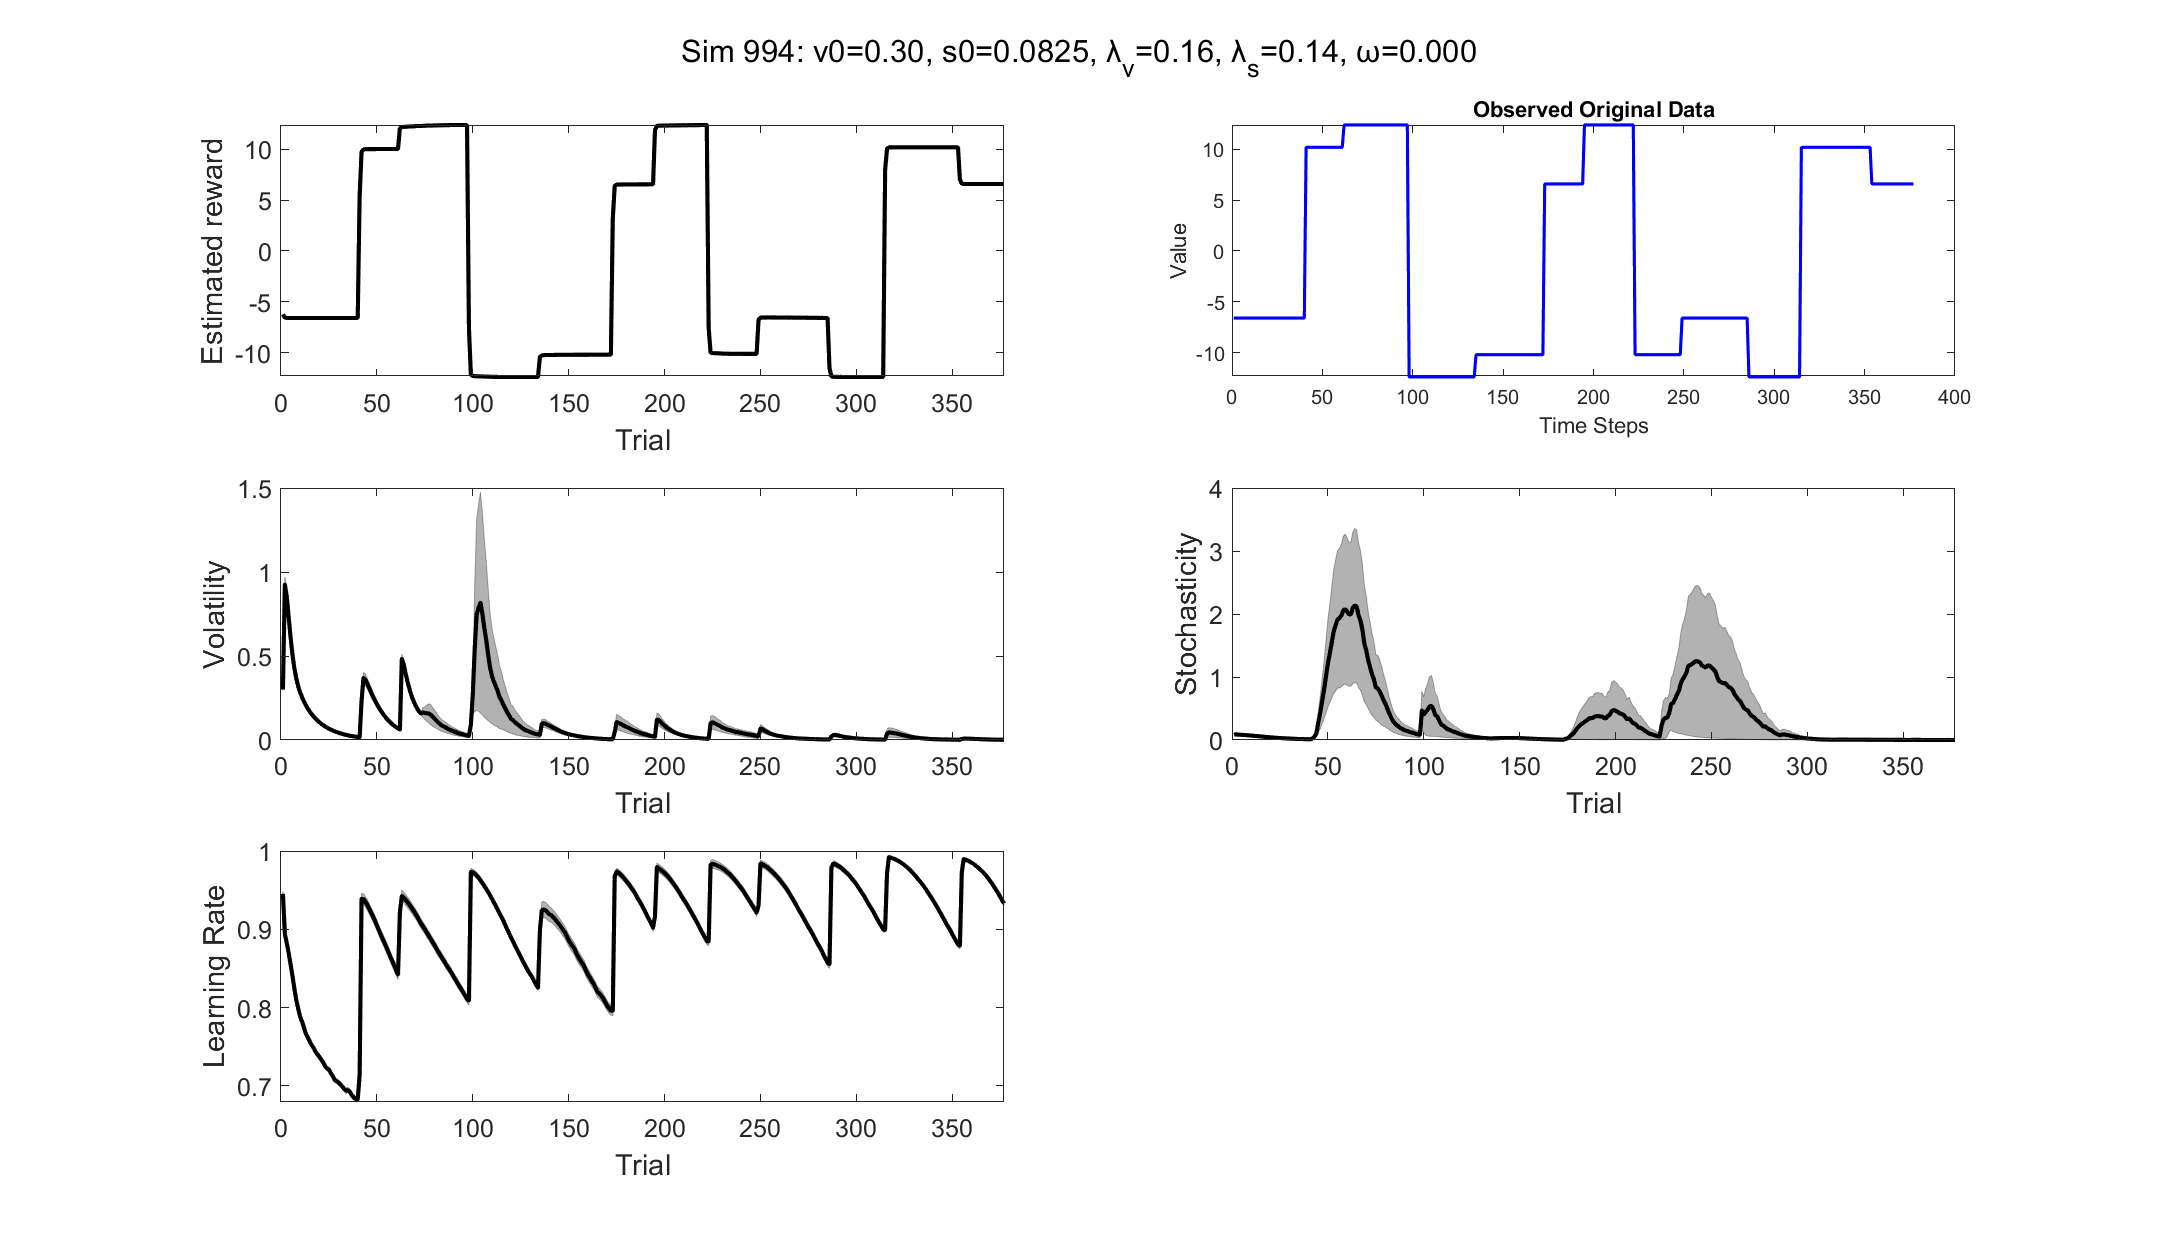 Sim 994: v0=0.30, s0=0.0825, λv=0.16, λs=0.14, ω=0.000
Estimated reward
10
5
0
-5
-10
0 50 100 150 200 250 300 350
Trial
Observed Original Data
Value
10
5
0
-5
-10
0 50 100 150 200 250 300 350 400
Time Steps
Volatility
1.5
1
0.5
0
0 50 100 150 200 250 300 350
Trial
Stochasticity
4
3
2
1
0
0 50 100 150 200 250 300 350
Trial
Learning Rate
1
0.9
0.8
0.7
0 50 100 150 200 250 300 350
Trial